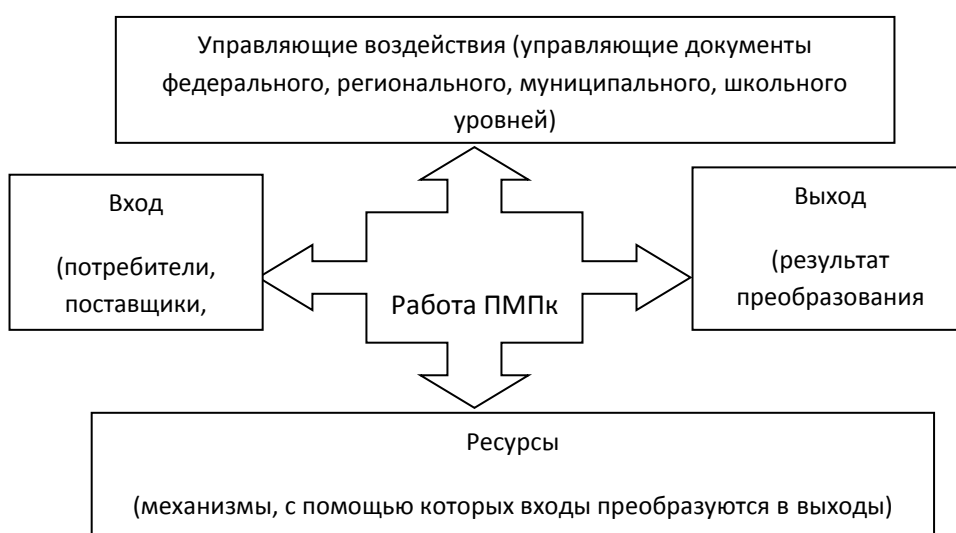 Управляющие воздействия (управляющие документы
федерального, регионального, муниципального, школьного
уровней)
Вход
(потребители,
поставщики,
Работа ПМПк
Выход
(результат
преобразования
Ресурсы
(механизмы, с помощью которых входы преобразуются в выходы)